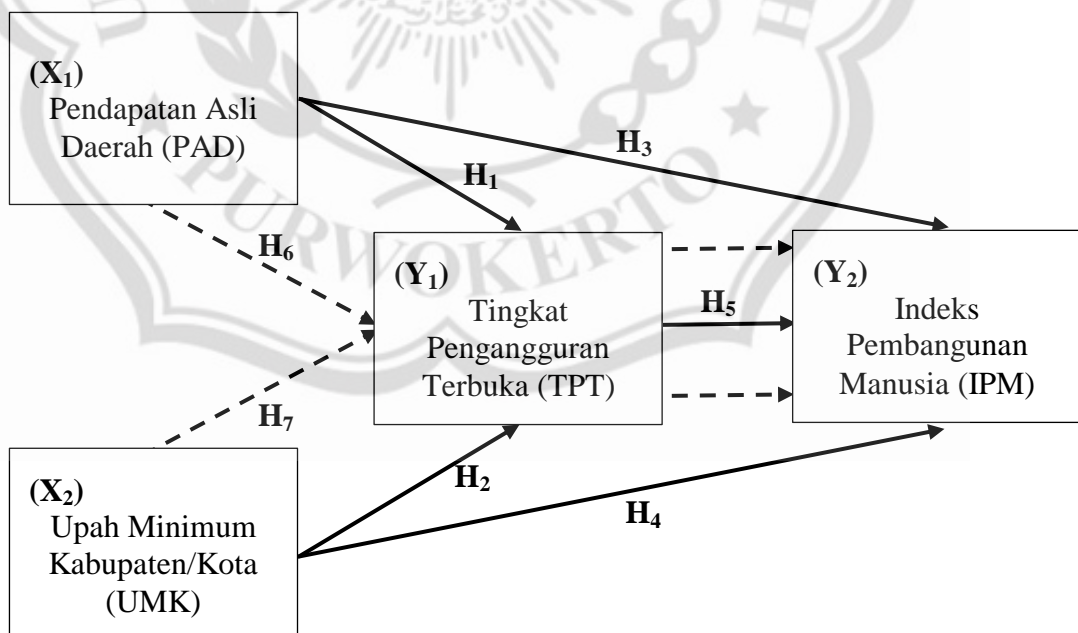 (X₁)
Pendapatan Asli
Daerah (PAD)
H₃
H₁
PURWOKERTO
H₆
(Y₁)
Tingkat
Pengangguran
Terbuka (TPT)
H₅
(Y₂)
Indeks
Pembangunan
Manusia (IPM)
H₇
(X₂)
Upah Minimum
Kabupaten/Kota
(UMK)
H₂
H₄